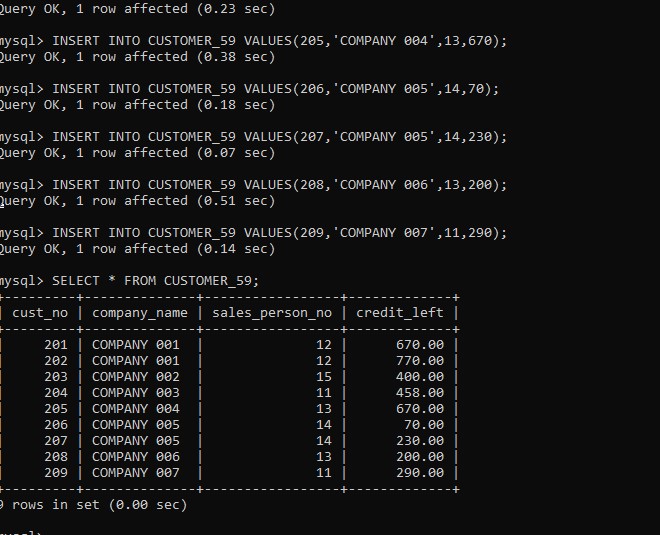 Query OK, 1 row affected (0.23 sec)
mysql> INSERT INTO CUSTOMER_59 VALUES(205,'COMPANY 004',13,670);
Query OK, 1 row affected (0.38 sec)
mysql> INSERT INTO CUSTOMER_59 VALUES(206,'COMPANY 005',14,70);
Query OK, 1 row affected (0.18 sec)
mysql> INSERT INTO CUSTOMER_59 VALUES(207,'COMPANY 005',14,230);
Query OK, 1 row affected (0.07 sec)
mysql> INSERT INTO CUSTOMER_59 VALUES(208,'COMPANY 006',13,200);
Query OK, 1 row affected (0.51 sec)
mysql> INSERT INTO CUSTOMER_59 VALUES(209,'COMPANY 007',11,290);
Query OK, 1 row affected (0.14 sec)
mysql> SELECT * FROM CUSTOMER_59;
+---------+--------------+-----------------+-------------+
| cust_no | company_name | sales_person_no | credit_left |
+---------+--------------+-----------------+-------------+
|     201 | COMPANY 001  |              12 |      670.00 |
|     202 | COMPANY 001  |              12 |      770.00 |
|     203 | COMPANY 002  |              15 |      400.00 |
|     204 | COMPANY 003  |              11 |      458.00 |
|     205 | COMPANY 004  |              13 |      670.00 |
|     206 | COMPANY 005  |              14 |       70.00 |
|     207 | COMPANY 005  |              14 |      230.00 |
|     208 | COMPANY 006  |              13 |      200.00 |
|     209 | COMPANY 007  |              11 |      290.00 |
+---------+--------------+-----------------+-------------+
9 rows in set (0.00 sec)
mysql>